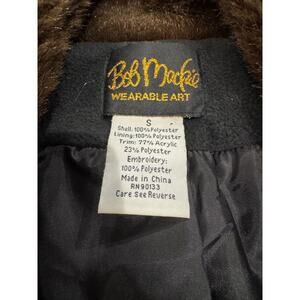 Bob Mackie
WEARABLE ART
S
Shell: 100% Polyester
Lining: 100% Polyester
Trim: 77% Acrylic
23% Polyester
Embroidery:
100% Polyester
Made in China
RN 90133
Care See Reverse